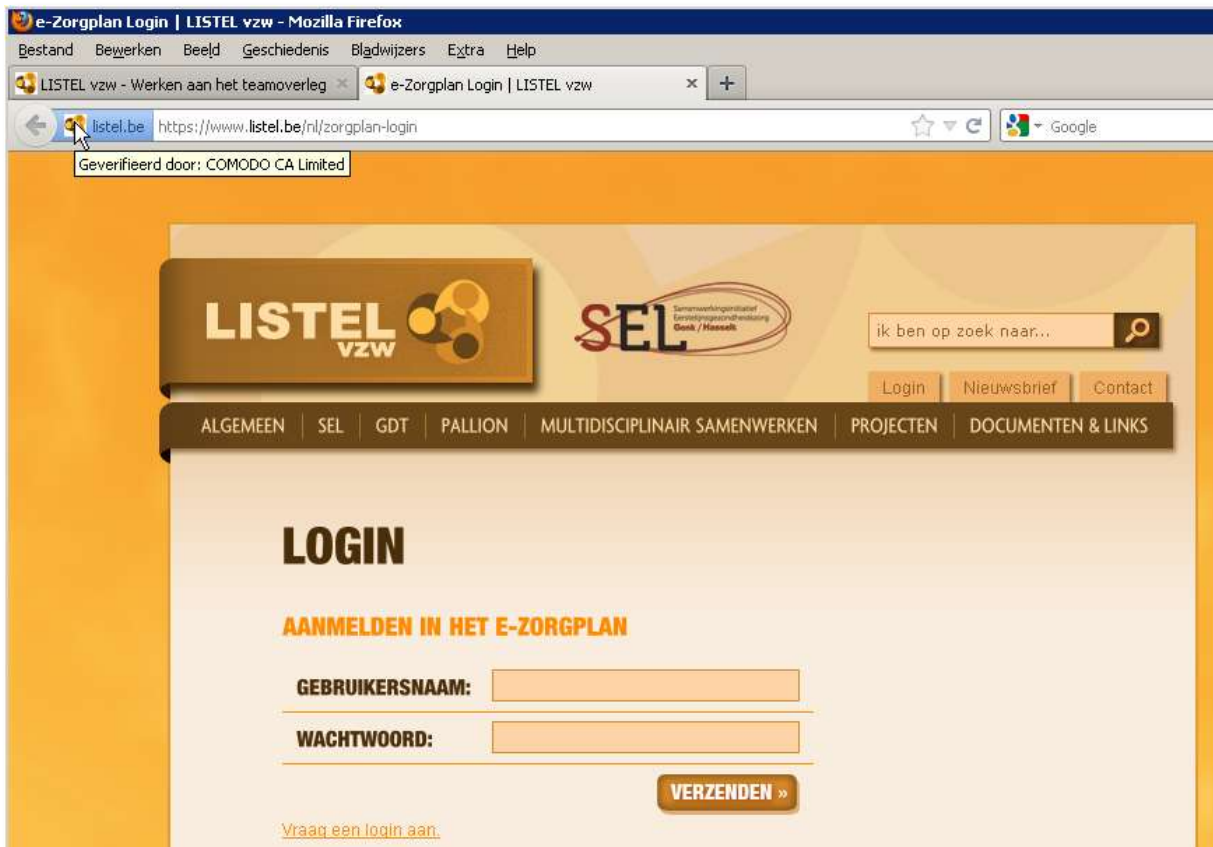 e-Zorgplan Login | LISTEL vzw - Mozilla Firefox
Bestand Bewerken Beeld Geschiedenis Bladwijzers Extra Help
LISTEL vzw - Werken aan het teamoverleg e-Zorgplan Login | LISTEL vzw
listel.be https://www.listel.be/nl/zorgplan-login Google
Geverifieerd door: COMODO CA Limited
LISTEL
vzw
SEL
Samenwerkingsinitiatief
Eerstelijnsgezondheidszorg
Genk / Hasselt
ik ben op zoek naar...
Login Nieuwsbrief Contact
ALGEMEEN | SEL | GDT | PALLION | MULTIDISCIPLINAIR SAMENWERKEN | PROJECTEN | DOCUMENTEN & LINKS
LOGIN
AANMELDEN IN HET E-ZORGPLAN
GEBRUIKERSNAAM:
WACHTWOORD:
VERZENDEN »
Vraag een login aan.